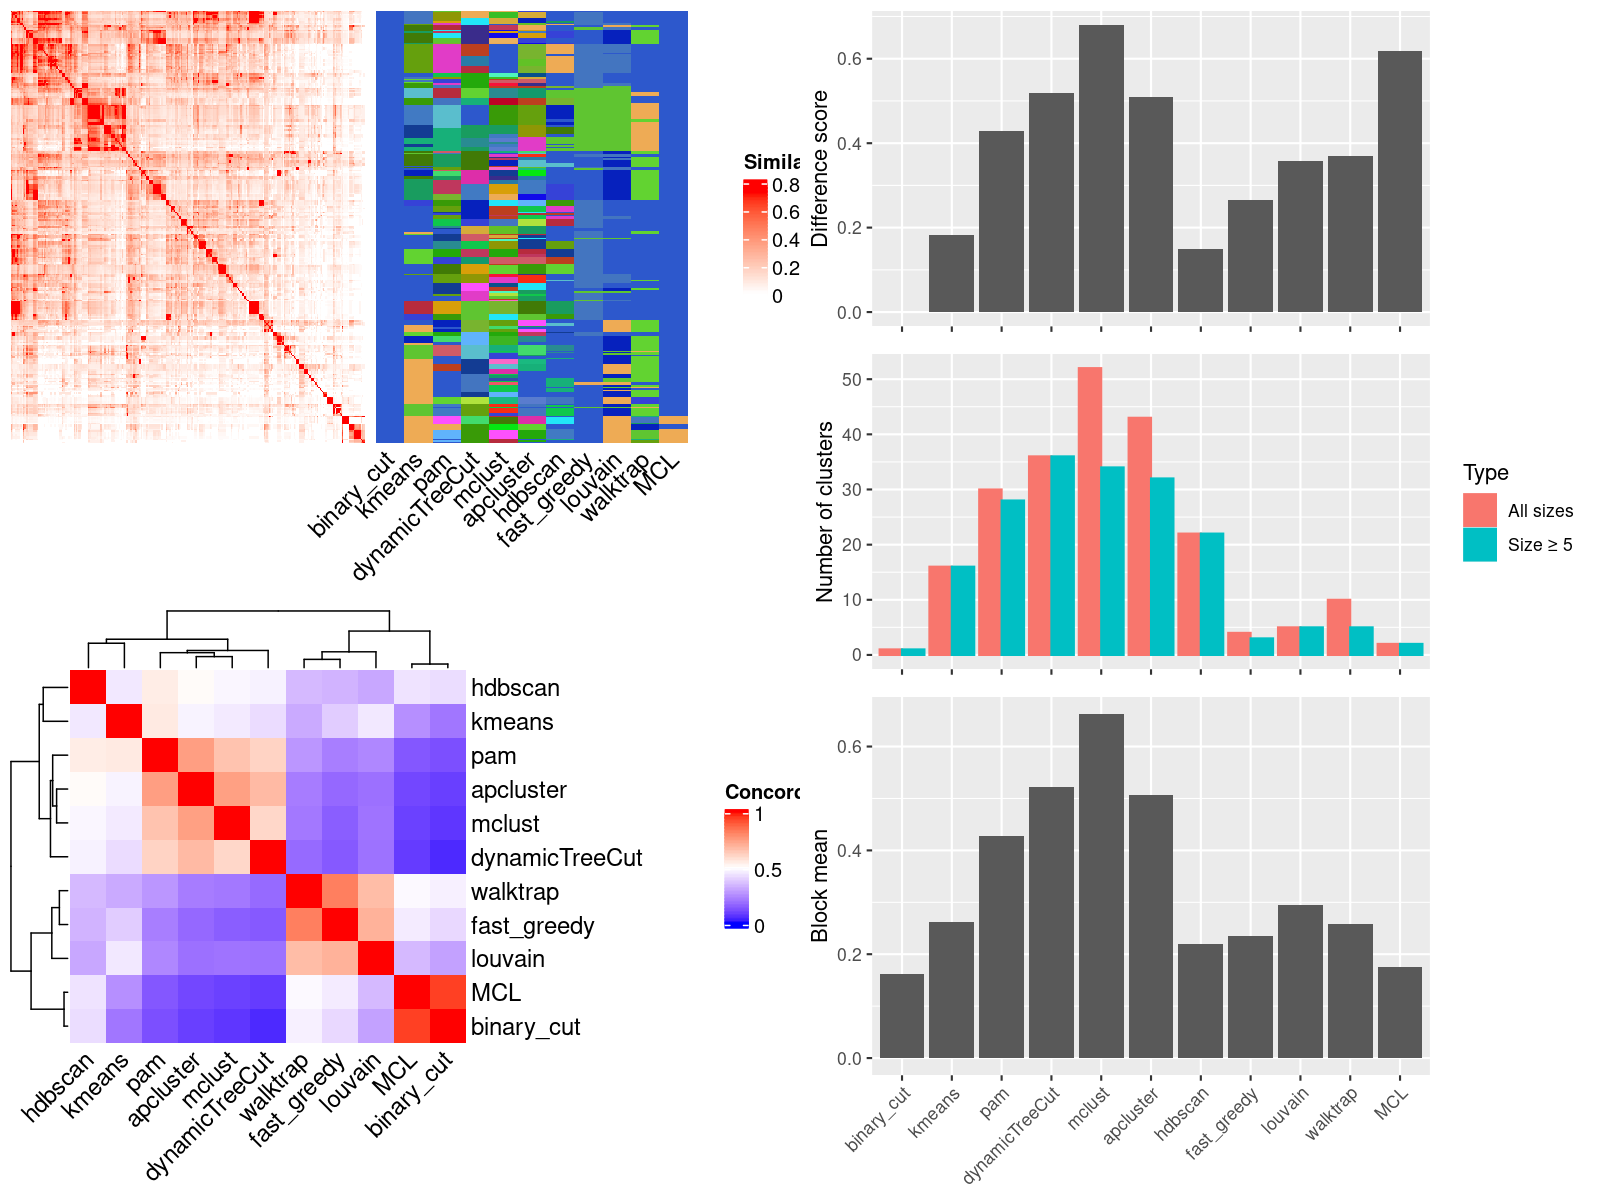 Simila
0.8
0.6
0.4
0.2
0
binary_cut
kmeans
pam
dynamicTreeCut
mclust
apcluster
hdbscan
fast_greedy
louvain
walktrap
MCL
hdbscan
kmeans
pam
apcluster
mclust
dynamicTreeCut
walktrap
fast_greedy
louvain
MCL
binary_cut
hdbscan
kmeans
pam
apcluster
mclust
dynamicTreeCut
walktrap
fast_greedy
louvain
MCL
binary_cut
Concord
1
0.5
0
Difference score
0.6
0.4
0.2
0.0
Number of clusters
50
40
30
20
10
0
Type
All sizes
Size ≥ 5
Block mean
0.6
0.4
0.2
0.0
binary_cut
kmeans
pam
dynamicTreeCut
mclust
apcluster
hdbscan
fast_greedy
louvain
walktrap
MCL